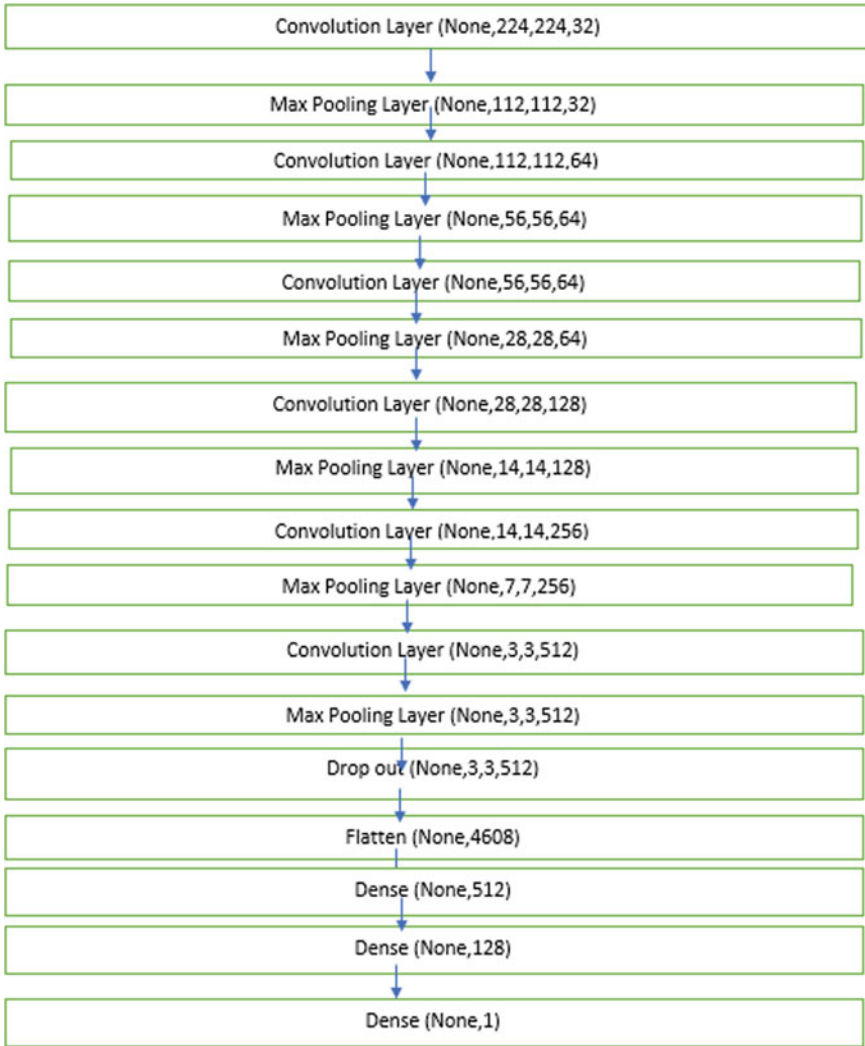 Convolution Layer (None,224,224,32)
Max Pooling Layer (None,112,112,32)
Convolution Layer (None,112,112,64)
Max Pooling Layer (None,56,56,64)
Convolution Layer (None,56,56,64)
Max Pooling Layer (None,28,28,64)
Convolution Layer (None,28,28,128)
Max Pooling Layer (None,14,14,128)
Convolution Layer (None,14,14,256)
Max Pooling Layer (None,7,7,256)
Convolution Layer (None,3,3,512)
Max Pooling Layer (None,3,3,512)
Drop out (None,3,3,512)
Flatten (None,4608)
Dense (None,512)
Dense (None,128)
Dense (None,1)